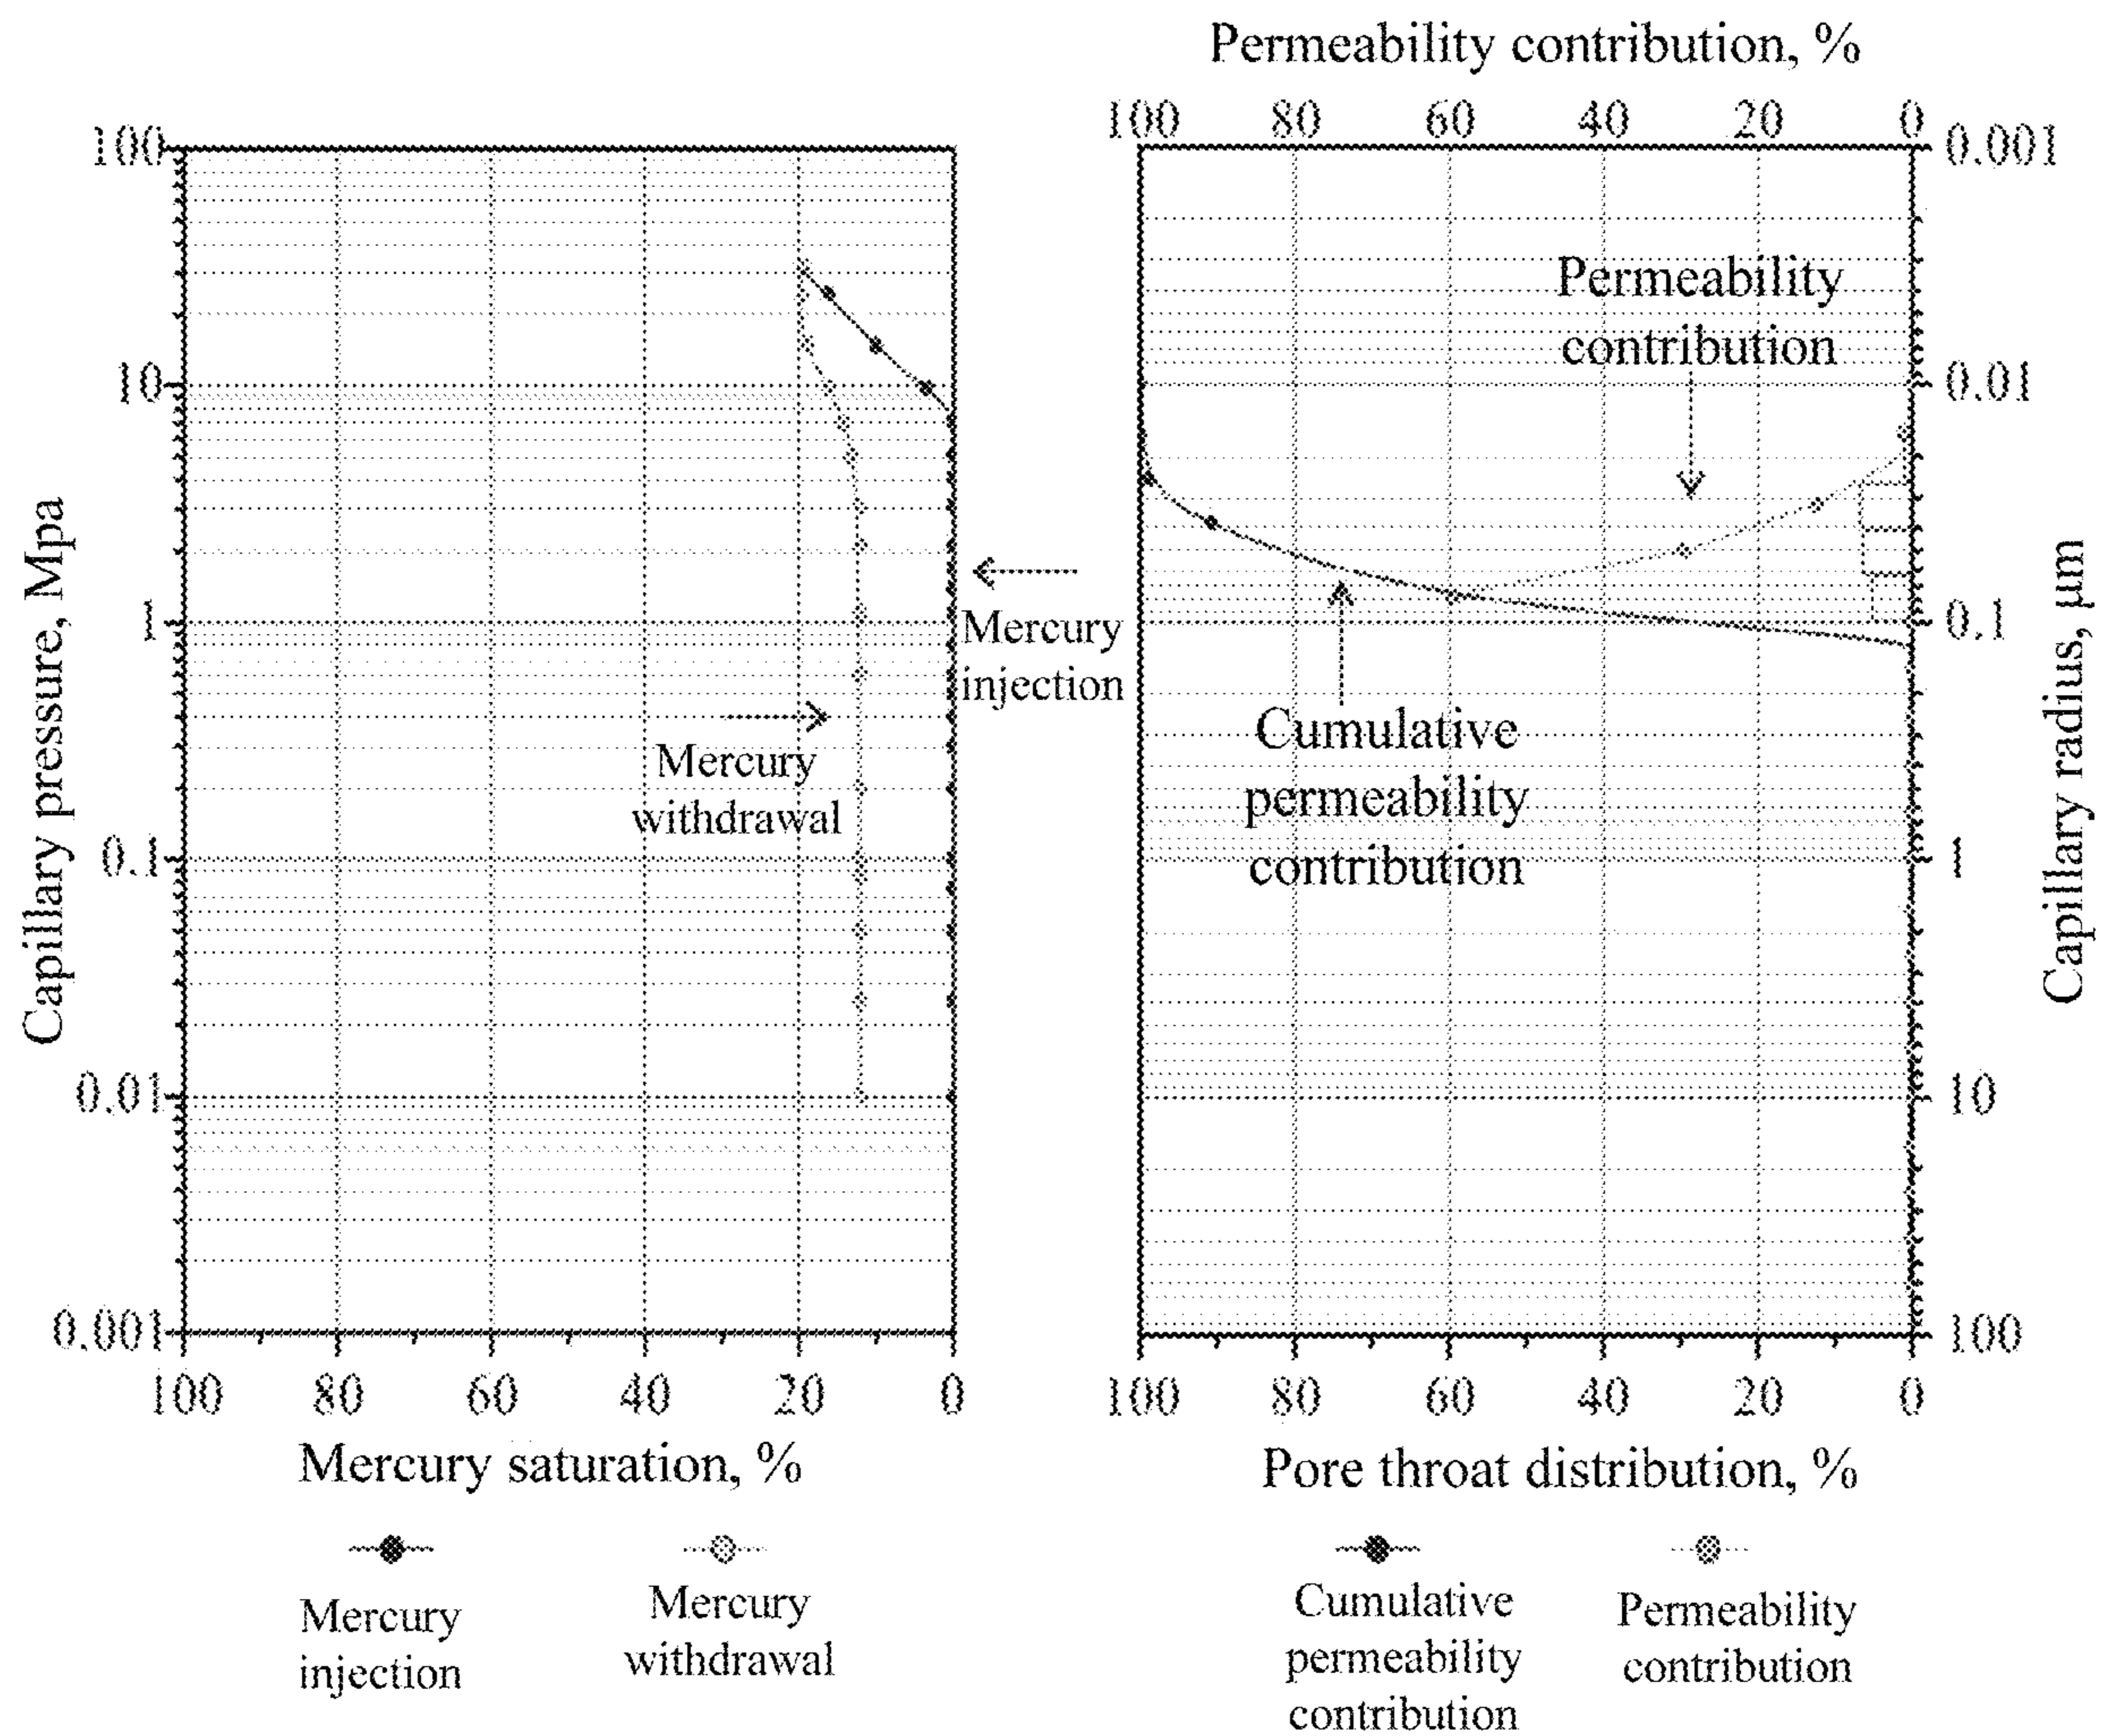 Permeability contribution, %
100 80 60 40 20 0
100
10
1
0.1
0.01
0.001
Capillary pressure, Mpa
Mercury
injection
Mercury
withdrawal
100 80 60 40 20 0
Mercury saturation, %
Mercury
injection
Mercury
withdrawal
Permeability
contribution
Cumulative
permeability
contribution
0.001
0.01
0.1
1
10
100
Capillary radius, μm
100 80 60 40 20 0
Pore throat distribution, %
Cumulative
permeability
contribution
Permeability
contribution